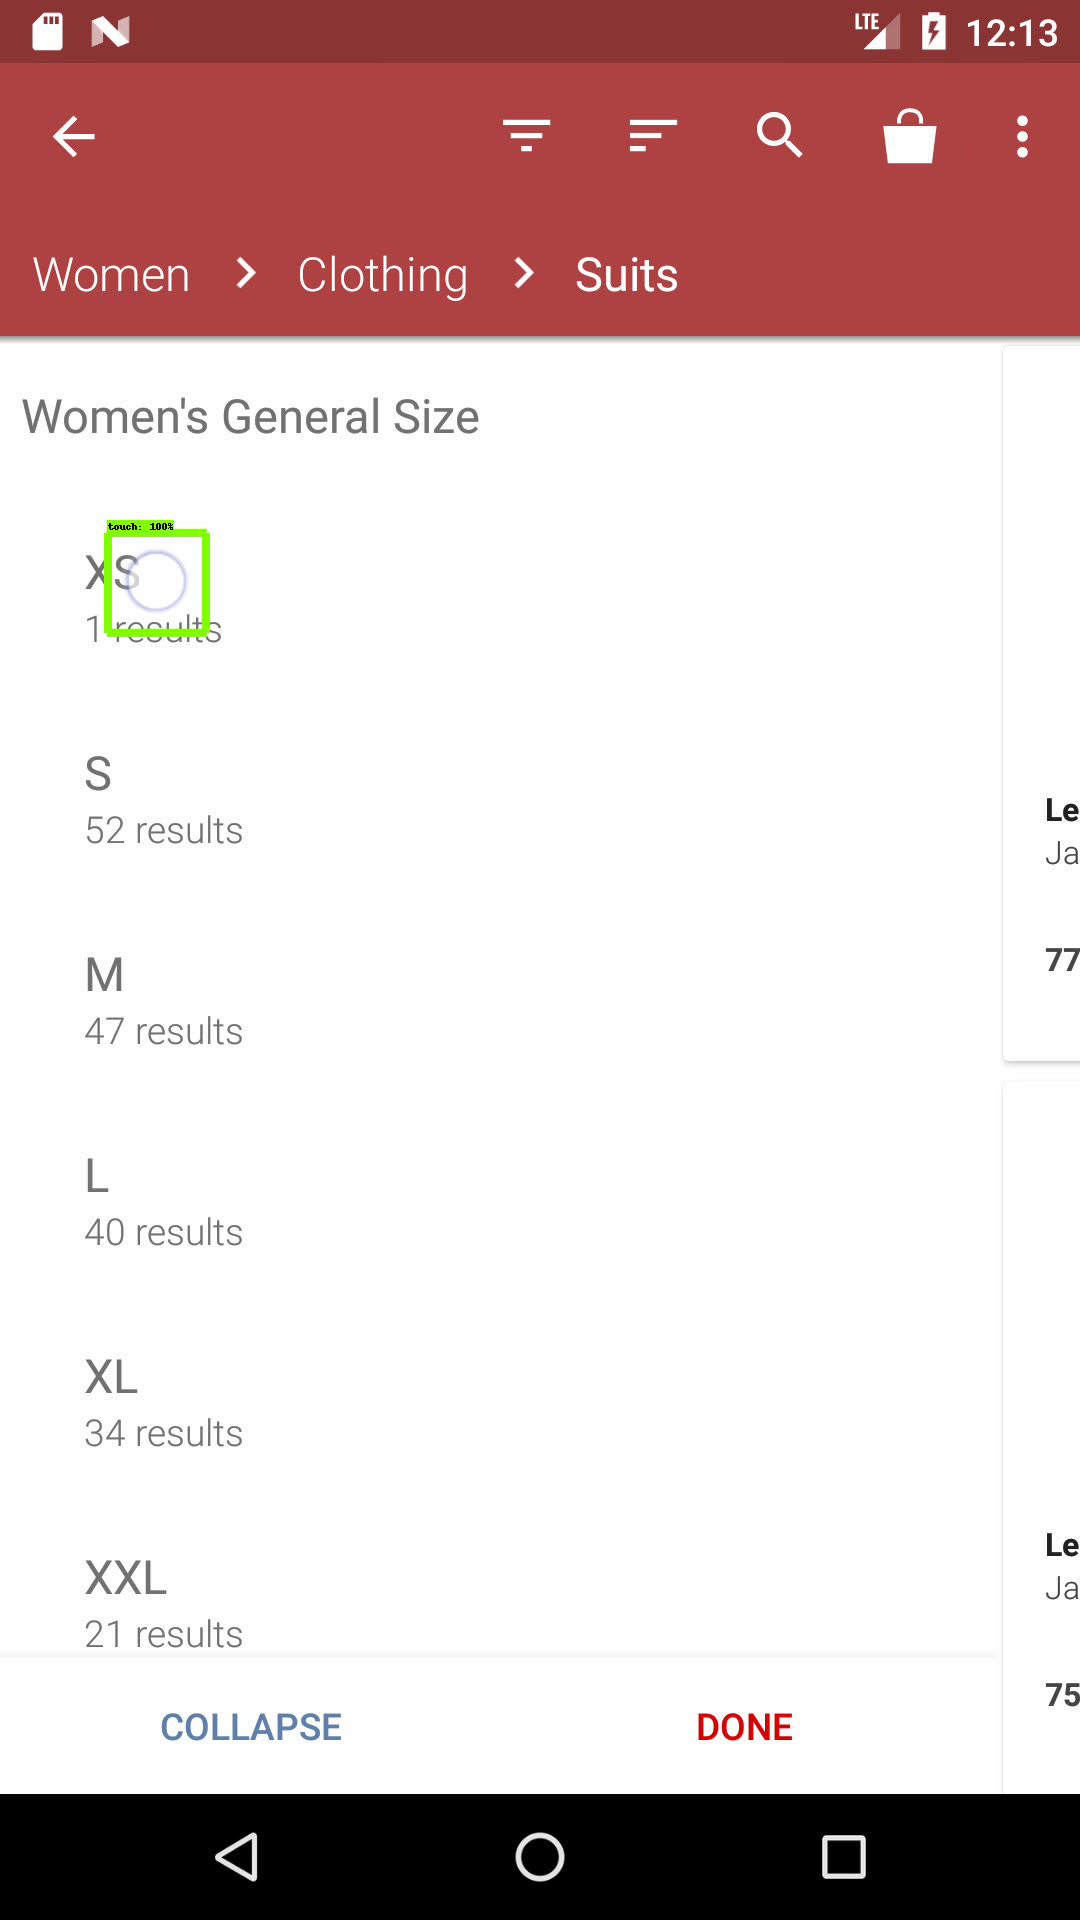 LTE 12:13
Women Clothing Suits
Women's General Size
touch: 100%
XS
1 results
S
52 results
Le
Ja
M
47 results
77
L
40 results
XL
34 results
Le
Ja
XXL
21 results
75
COLLAPSE DONE